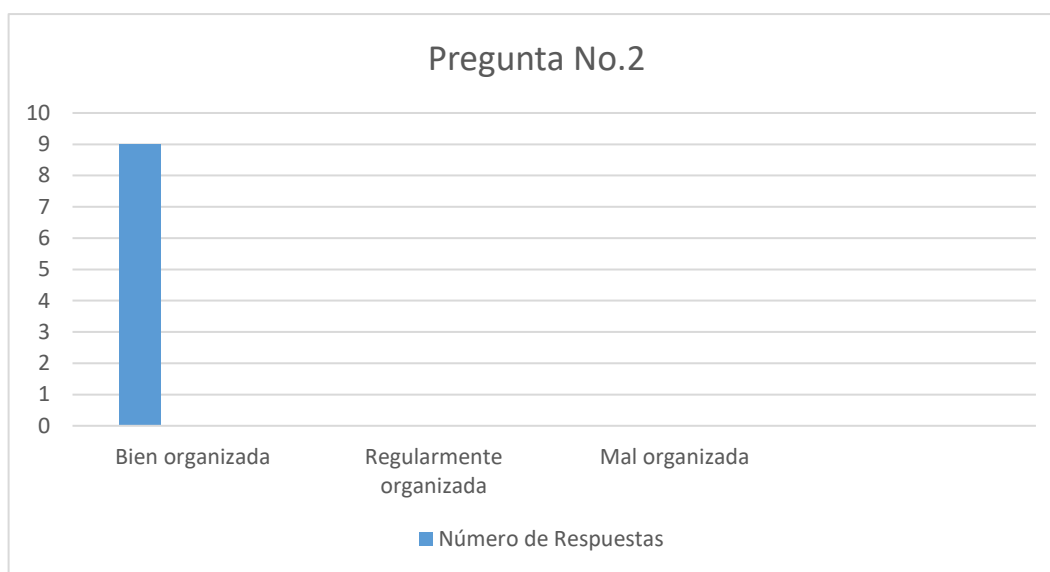 Pregunta No.2
10
9
8
7
6
5
4
3
2
1
0
Bien organizada
Regularmente
organizada
Mal organizada
Número de Respuestas